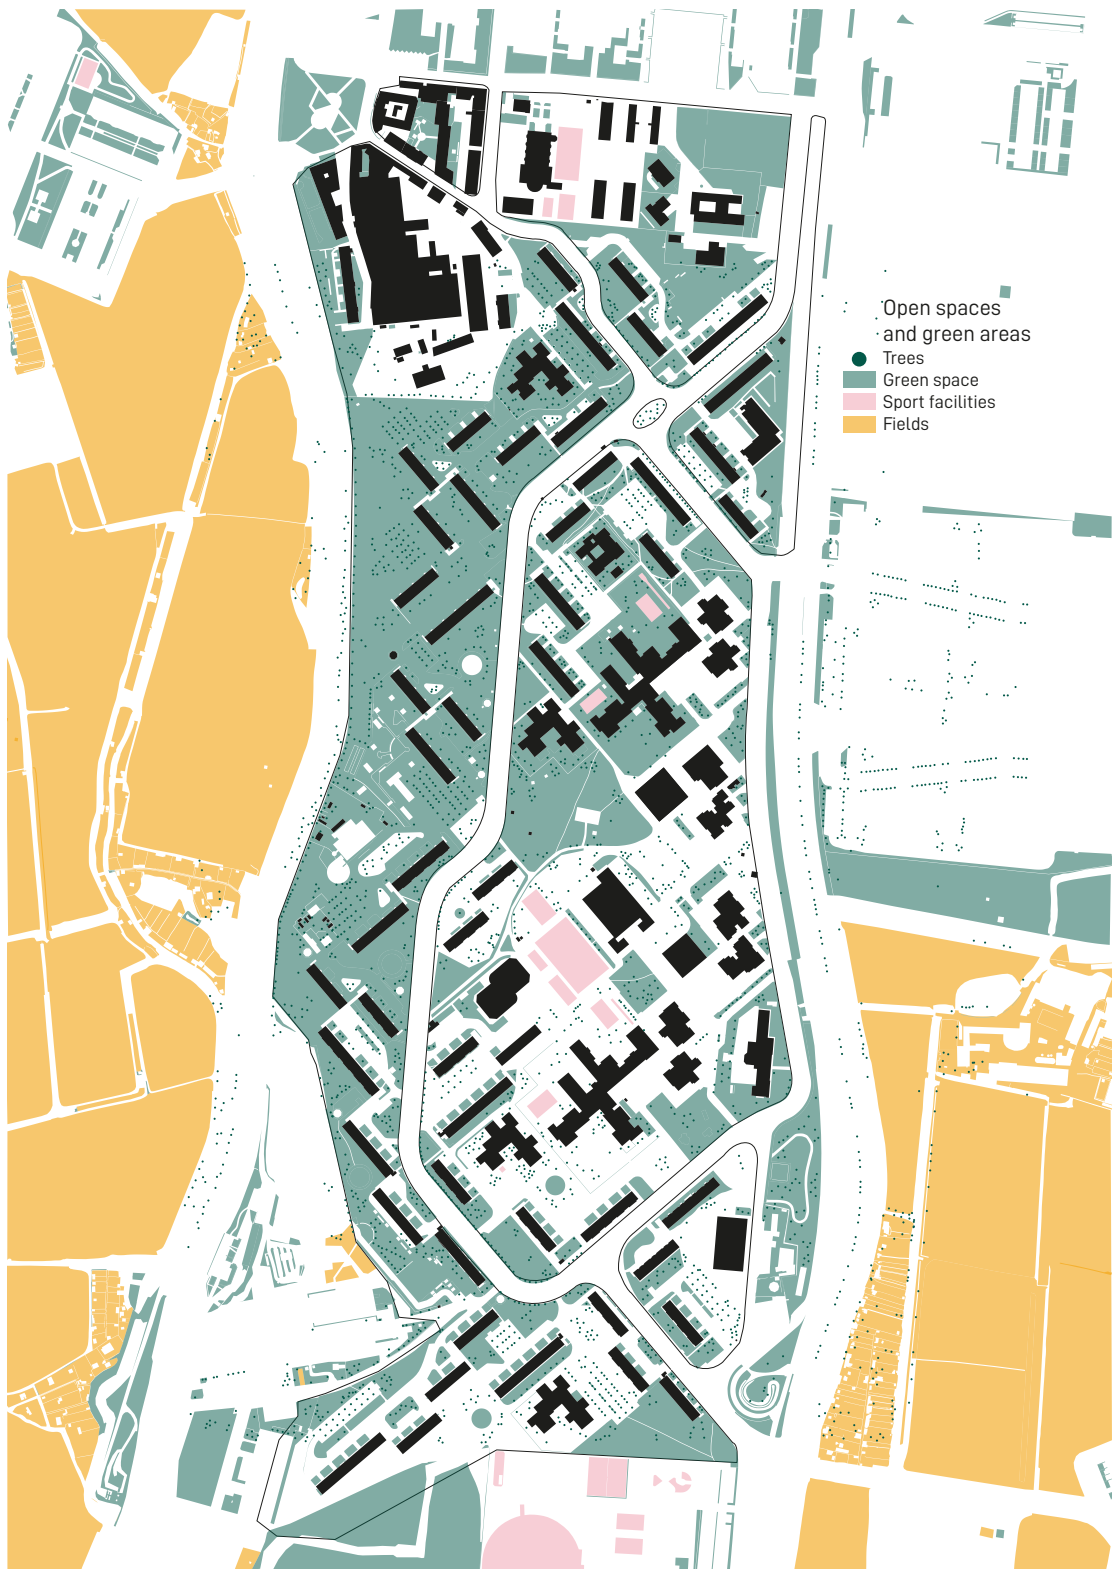 Open spaces
and green areas
Trees
Green space
Sport facilities
Fields